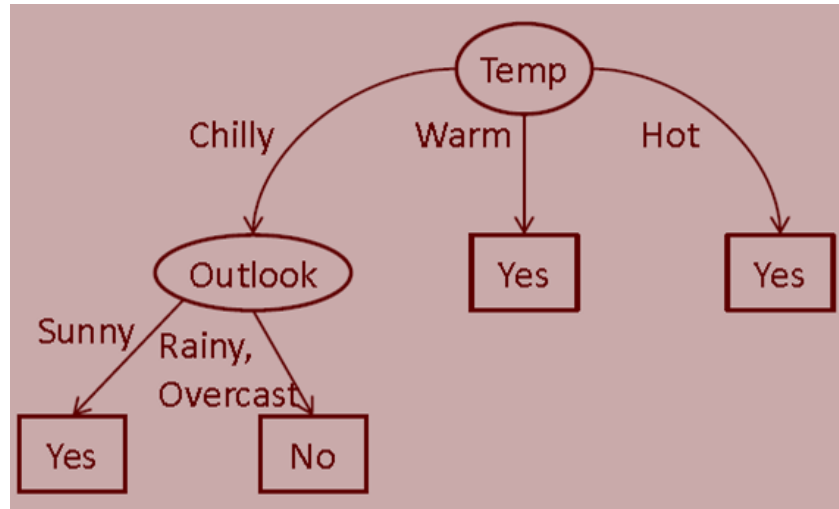 Temp
Chilly
Warm
Hot
Outlook
Yes
Yes
Sunny
Rainy,
Overcast
Yes
No